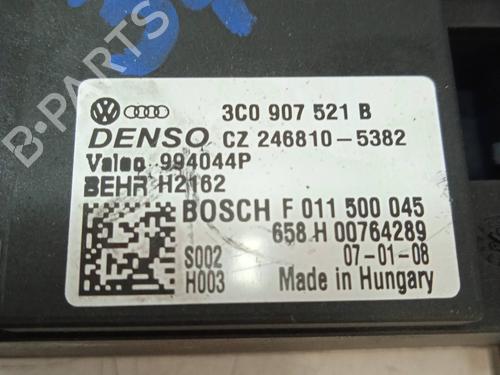 B-PARTS
3C0 907 521 B
DENSO CZ 246810-5382
Valeo 994044P
BEHR H2162
BOSCH F 011 500 045
658 H 00764289
S002 07-01-08
H003 Made in Hungary